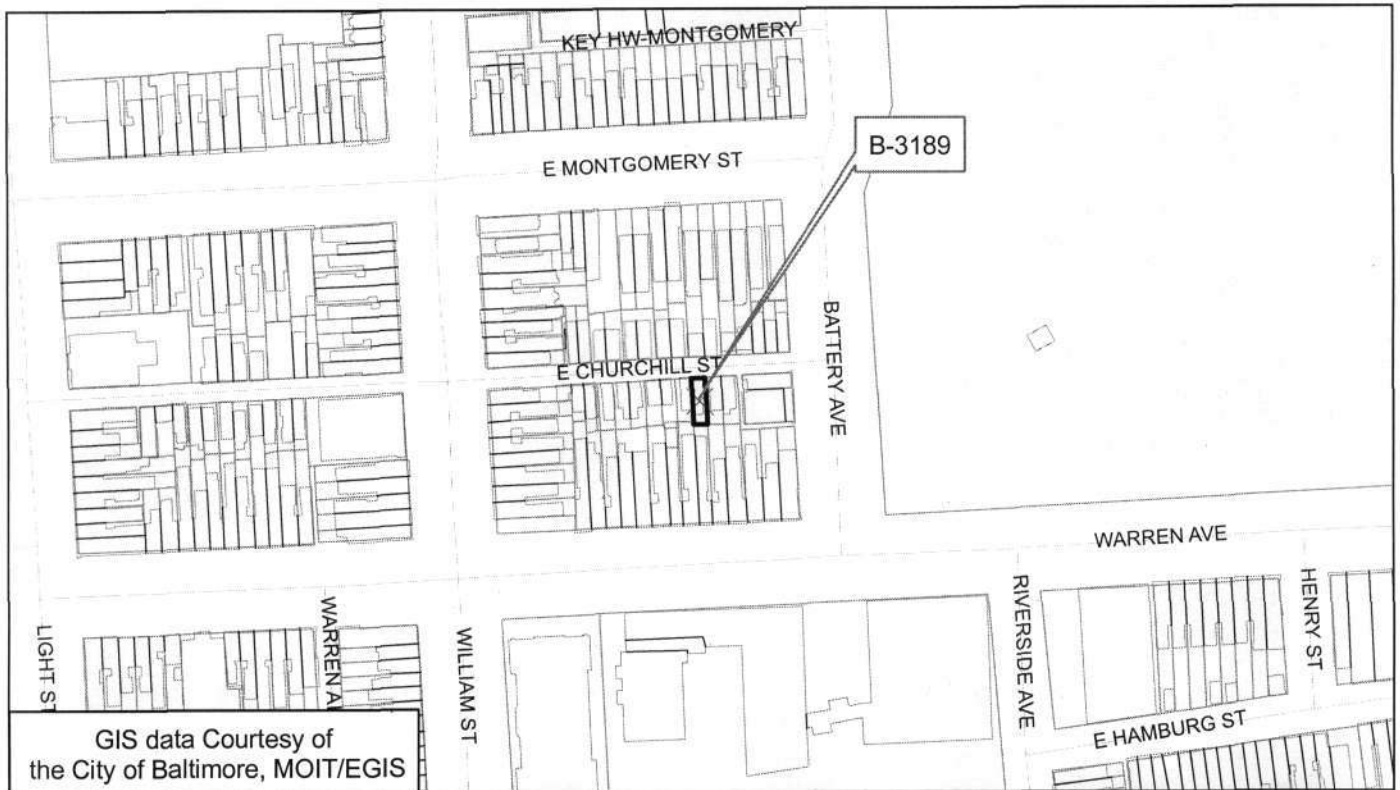 KEY HW-MONTGOMERY
B-3189
E MONTGOMERY ST
E CHURCHILL ST
BATTERY AVE
WARREN AVE
LIGHT ST
WARREN A
WILLIAM ST
RIVERSIDE AVE
HENRY ST
E HAMBURG ST
GIS data Courtesy of
the City of Baltimore, MOIT/EGIS